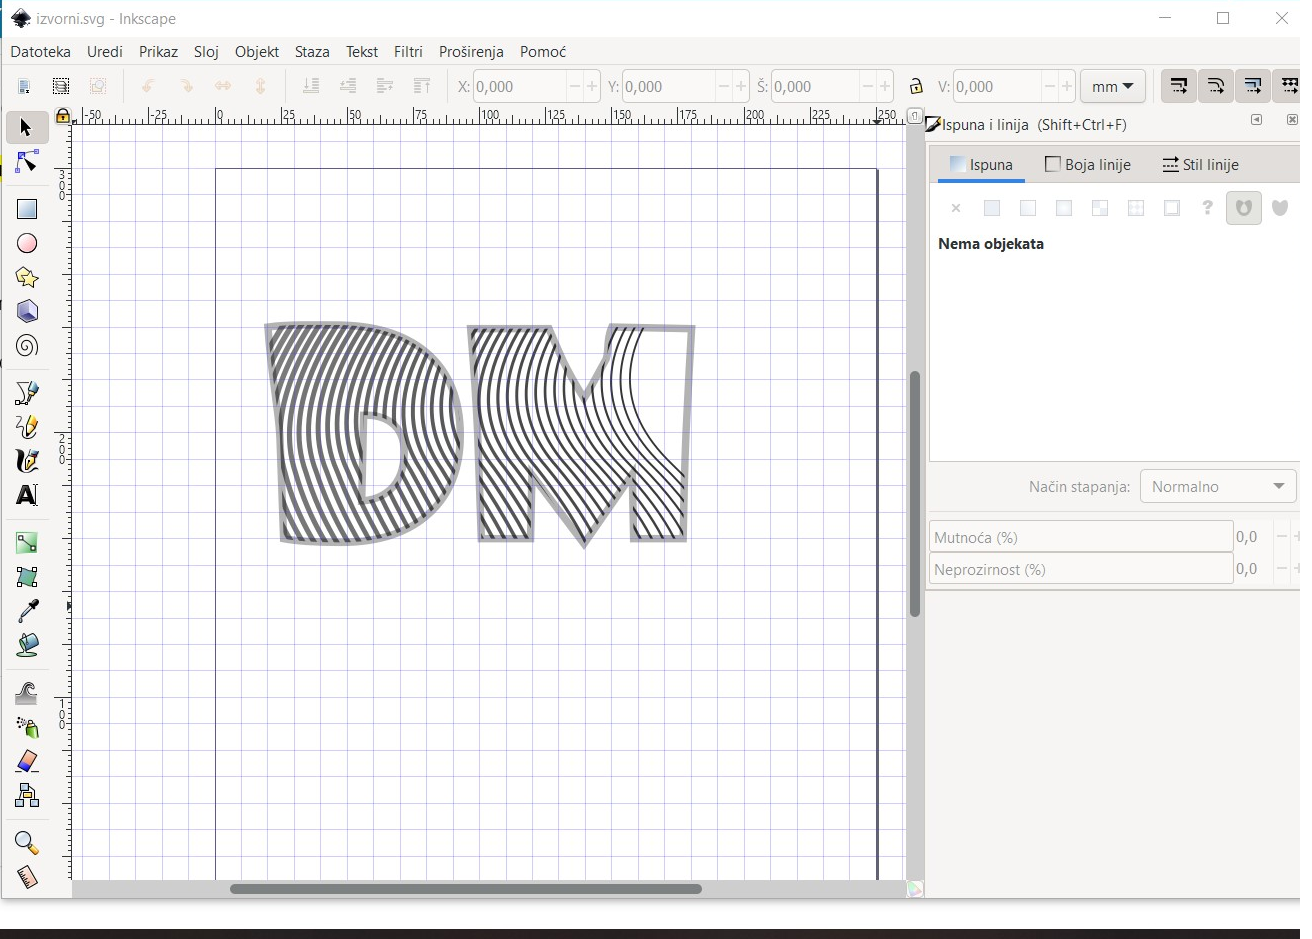 izvorni.svg - Inkscape
Datoteka Uredi Prikaz Sloj Objekt Staza Tekst Filtri Proširenja Pomoć
X: 0,000 Y: 0,000 Š: 0,000 V: 0,000 mm
-50 -25 0 25 50 75 100 125 150 175 200 225 250
Ispuna i linija (Shift+Ctrl+F)
Ispuna Boja linije Stil linije
Nema objekata
300
200
100
DM
Način stapanja: Normalno
Mutnoća (%) 0,0
Neprozirnost (%) 0,0